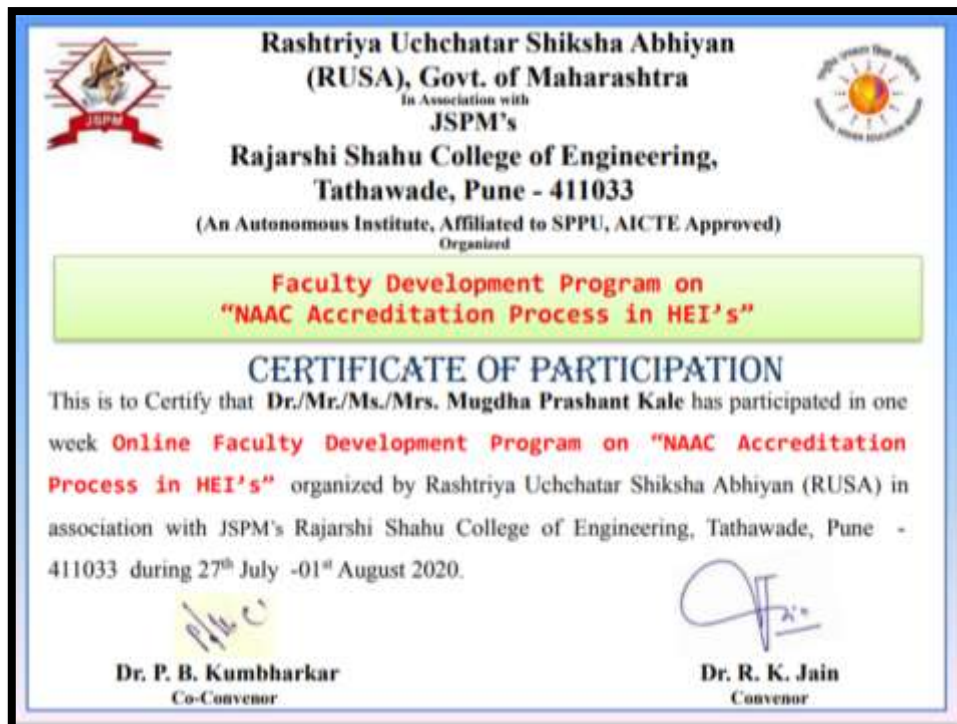 JSPM
Rashtriya Uchchatar Shiksha Abhiyan
(RUSA), Govt. of Maharashtra
In Association with
JSPM's
Rajarshi Shahu College of Engineering,
Tathawade, Pune - 411033
(An Autonomous Institute, Affiliated to SPPU, AICTE Approved)
Organized
Faculty Development Program on
“NAAC Accreditation Process in HEI's”
CERTIFICATE OF PARTICIPATION
This is to Certify that Dr./Mr./Ms./Mrs. Mugdha Prashant Kale has participated in one
week Online Faculty Development Program on “NAAC Accreditation
Process in HEI's” organized by Rashtriya Uchchatar Shiksha Abhiyan (RUSA) in
association with JSPM's Rajarshi Shahu College of Engineering, Tathawade, Pune -
411033 during 27th July -01st August 2020.
Dr. P. B. Kumbharkar
Co-Convenor
Dr. R. K. Jain
Convenor